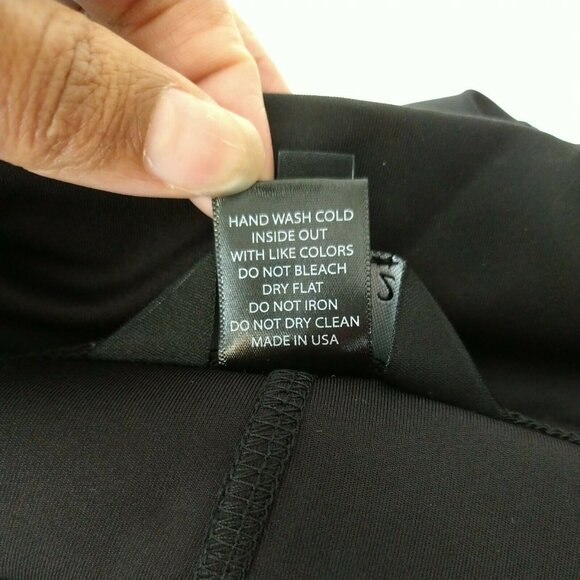 HAND WASH COLD
INSIDE OUT
WITH LIKE COLORS
DO NOT BLEACH
DRY FLAT
DO NOT IRON
DO NOT DRY CLEAN
MADE IN USA